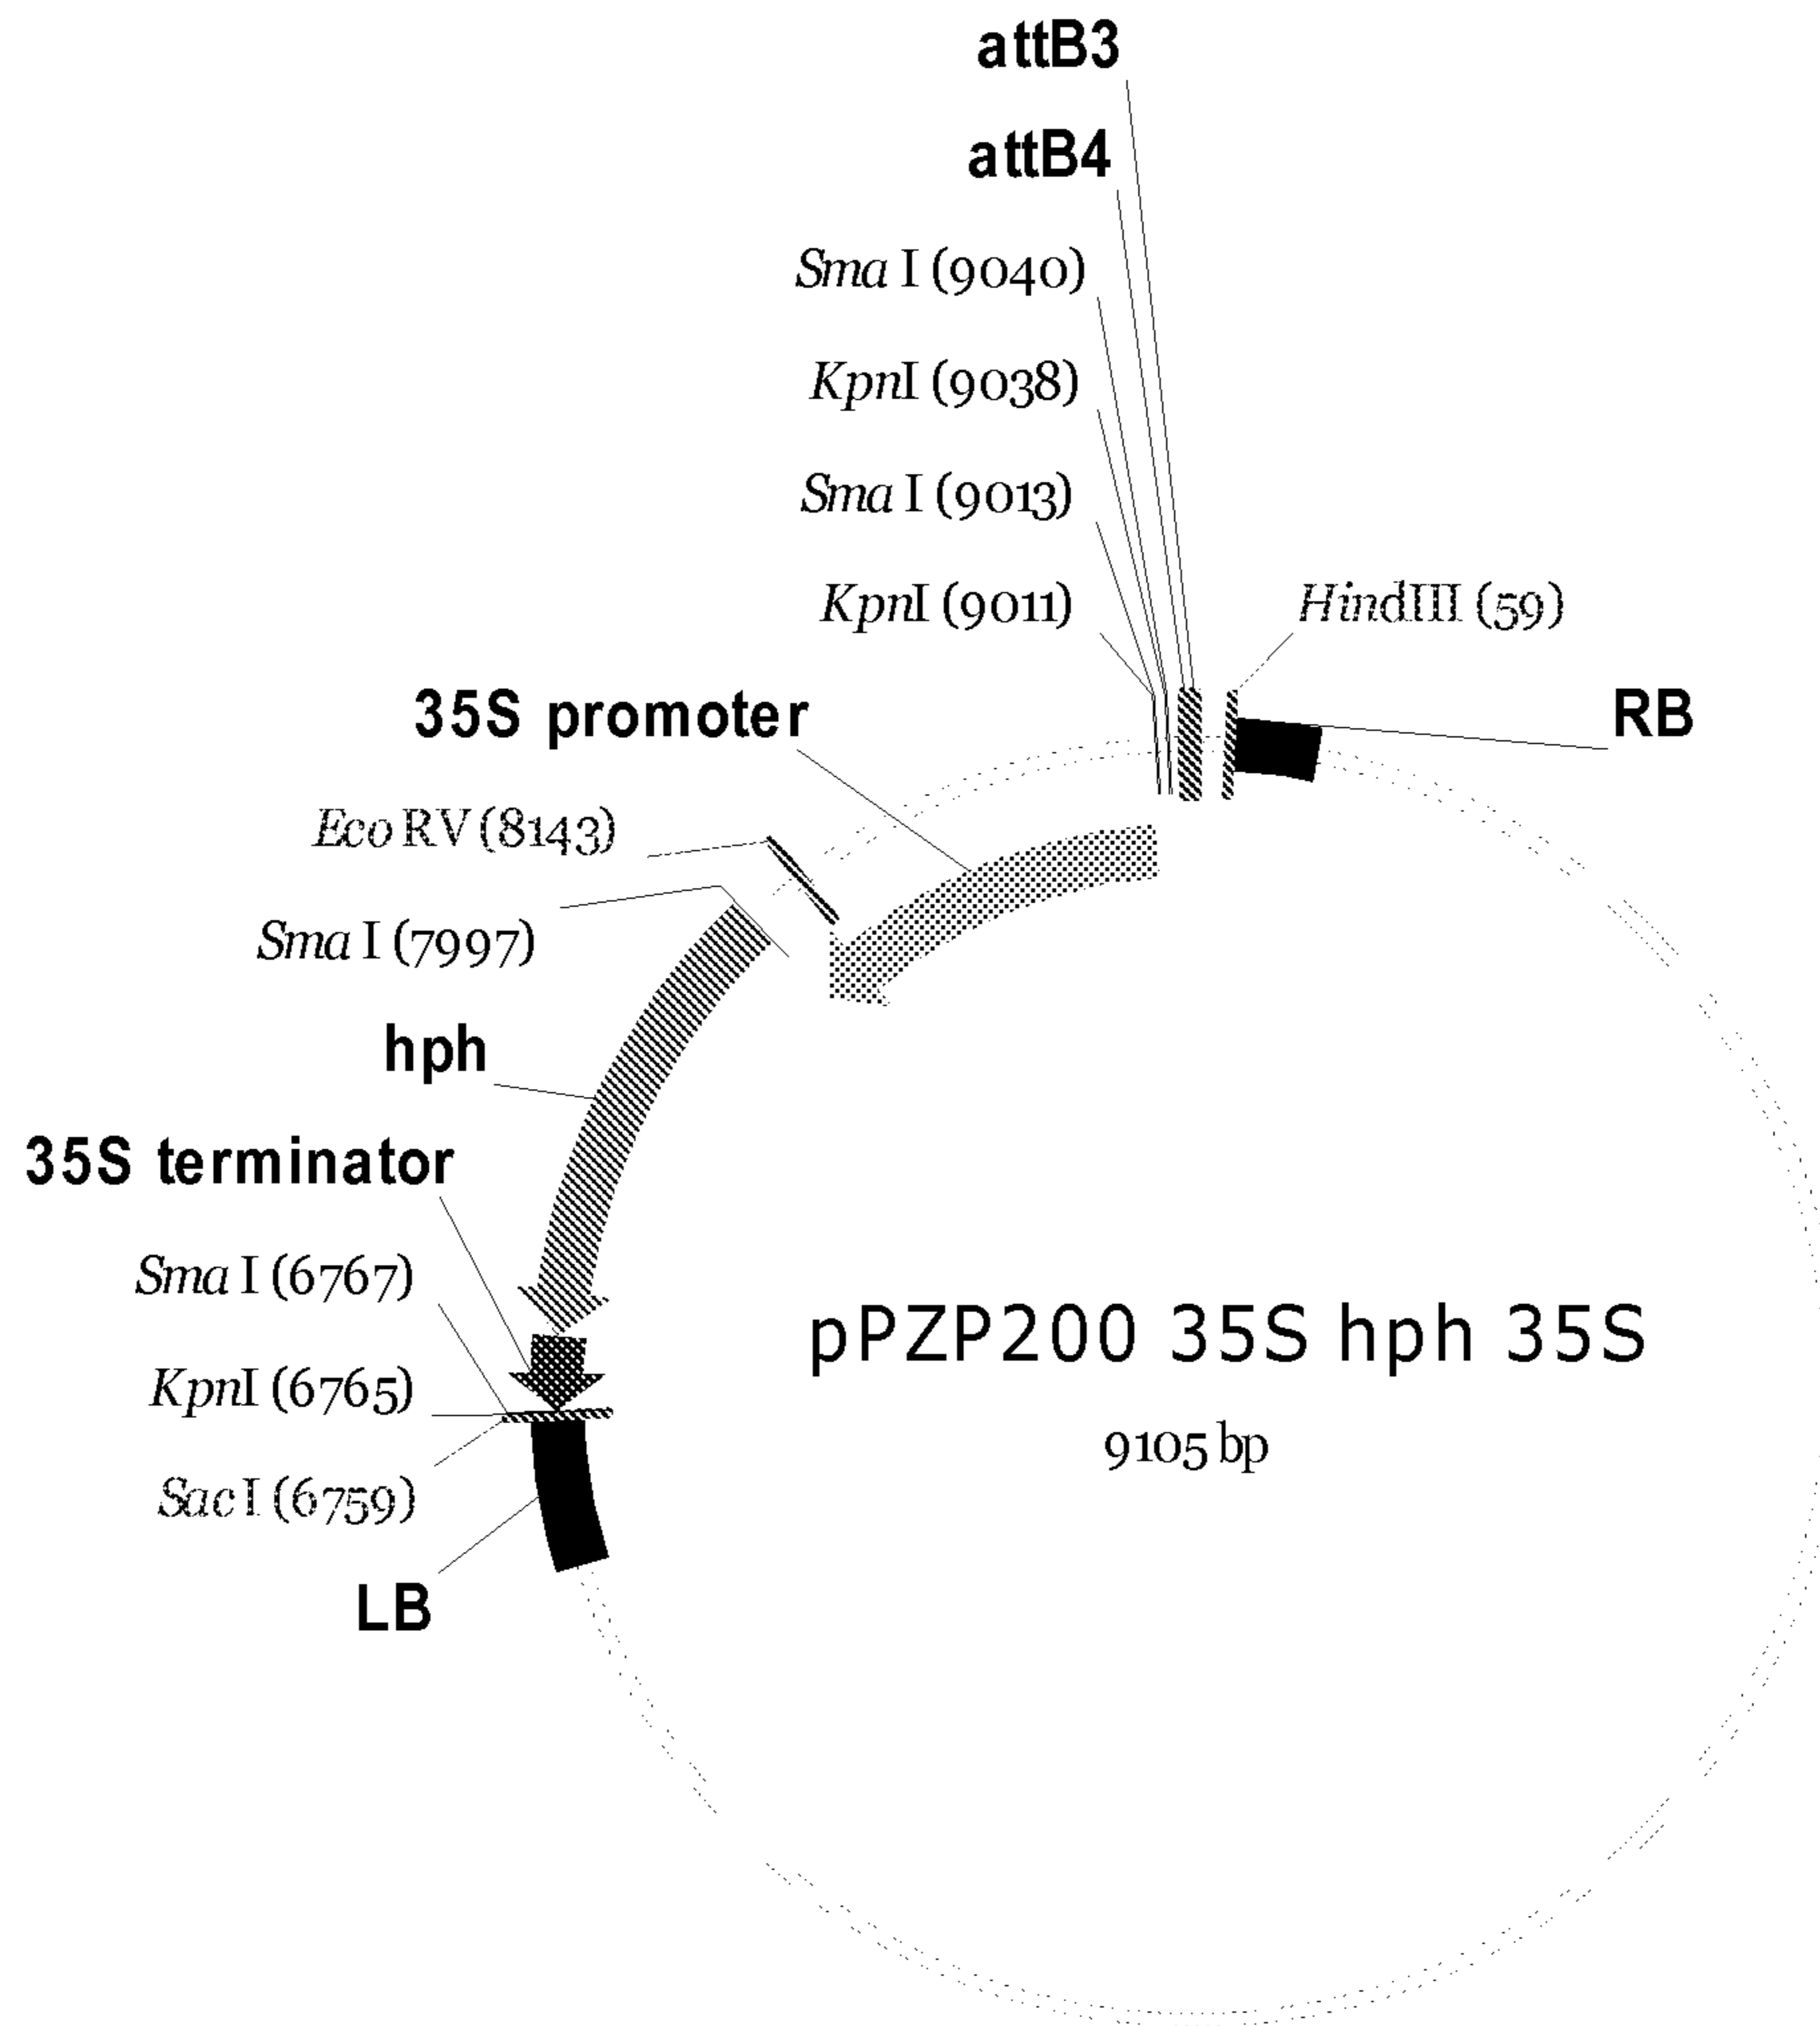 attB3
attB4
Sma I (9040)
KpnI (9038)
Sma I (9013)
KpnI (9011)
HindIII (59)
35S promoter
RB
Eco RV (8143)
Sma I (7997)
hph
35S terminator
Sma I (6767)
pPZP200 35S hph 35S
KpnI (6765)
9105 bp
Sac I (6759)
LB